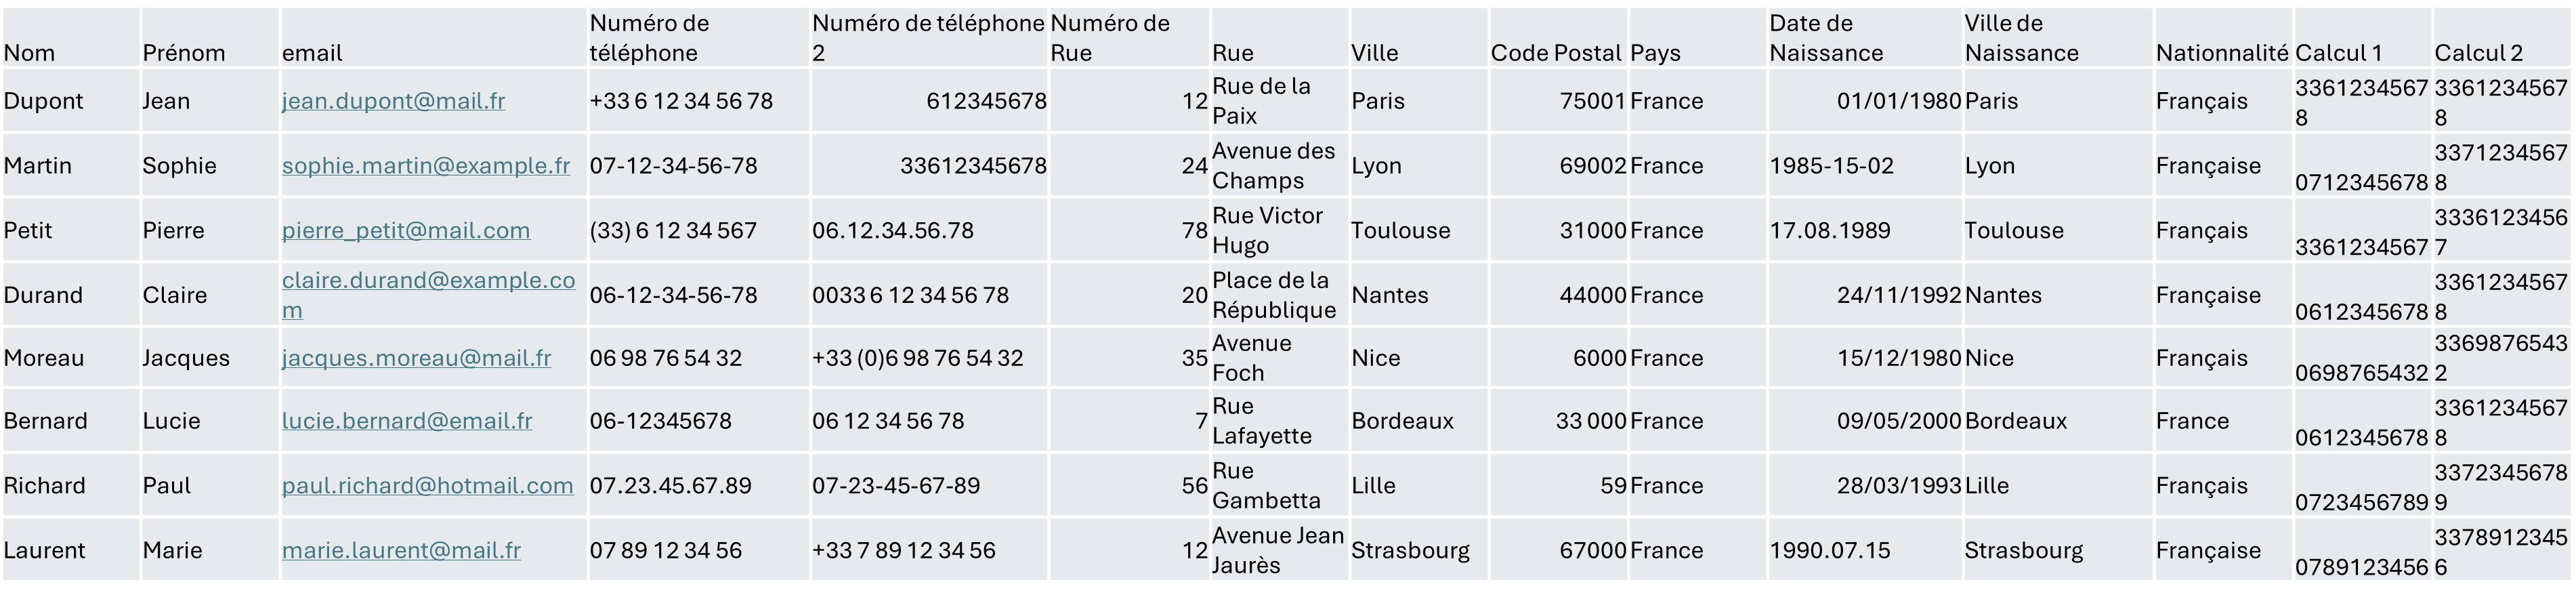 Nom Prénom email Numéro de téléphone Numéro de téléphone 2 Numéro de Rue Rue Ville Code Postal Pays Date de Naissance Ville de Naissance Nationnalité Calcul 1 Calcul 2
Dupont Jean jean.dupont@mail.fr +33 6 12 34 56 78 612345678 12 Rue de la Paix Paris 75001 France 01/01/1980 Paris Français 33612345678 33612345678
Martin Sophie sophie.martin@example.fr 07-12-34-56-78 33612345678 24 Avenue des Champs Lyon 69002 France 1985-15-02 Lyon Française 0712345678 33712345678
Petit Pierre pierre_petit@mail.com (33) 6 12 34 567 06.12.34.56.78 78 Rue Victor Hugo Toulouse 31000 France 17.08.1989 Toulouse Français 3361234567 33361234567
Durand Claire claire.durand@example.com 06-12-34-56-78 0033 6 12 34 56 78 20 Place de la République Nantes 44000 France 24/11/1992 Nantes Française 0612345678 33612345678
Moreau Jacques jacques.moreau@mail.fr 06 98 76 54 32 +33 (0)6 98 76 54 32 35 Avenue Foch Nice 6000 France 15/12/1980 Nice Français 0698765432 33698765432
Bernard Lucie lucie.bernard@email.fr 06-12345678 06 12 34 56 78 7 Rue Lafayette Bordeaux 33 000 France 09/05/2000 Bordeaux France 0612345678 33612345678
Richard Paul paul.richard@hotmail.com 07.23.45.67.89 07-23-45-67-89 56 Rue Gambetta Lille 59 France 28/03/1993 Lille Français 0723456789 33723456789
Laurent Marie marie.laurent@mail.fr 07 89 12 34 56 +33 7 89 12 34 56 12 Avenue Jean Jaurès Strasbourg 67000 France 1990.07.15 Strasbourg Française 0789123456 33789123456